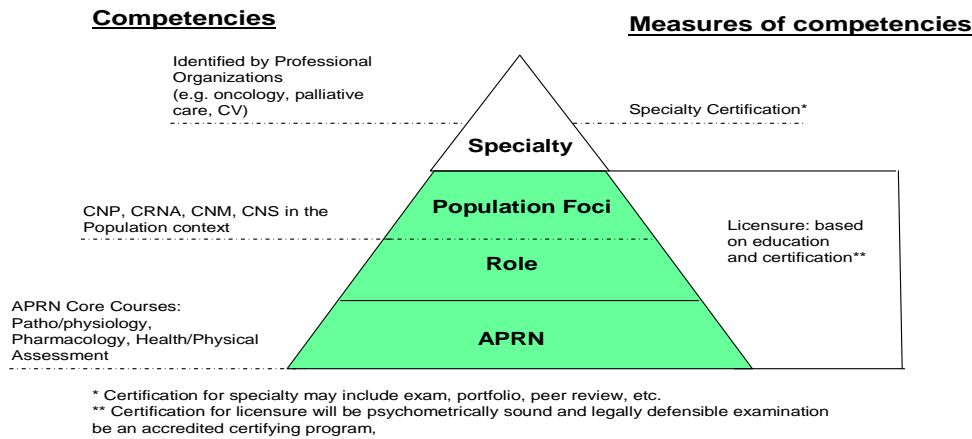 Competencies
Measures of competencies
Identified by Professional
Organizations
(e.g. oncology, palliative
care, CV)
Specialty Certification*
Specialty
CNP, CRNA, CNM, CNS in the
Population context
Population Foci
Licensure: based
on education
and certification**
Role
APRN Core Courses:
Patho/physiology,
Pharmacology, Health/Physical
Assessment
APRN
* Certification for specialty may include exam, portfolio, peer review, etc.
** Certification for licensure will be psychometrically sound and legally defensible examination
be an accredited certifying program,